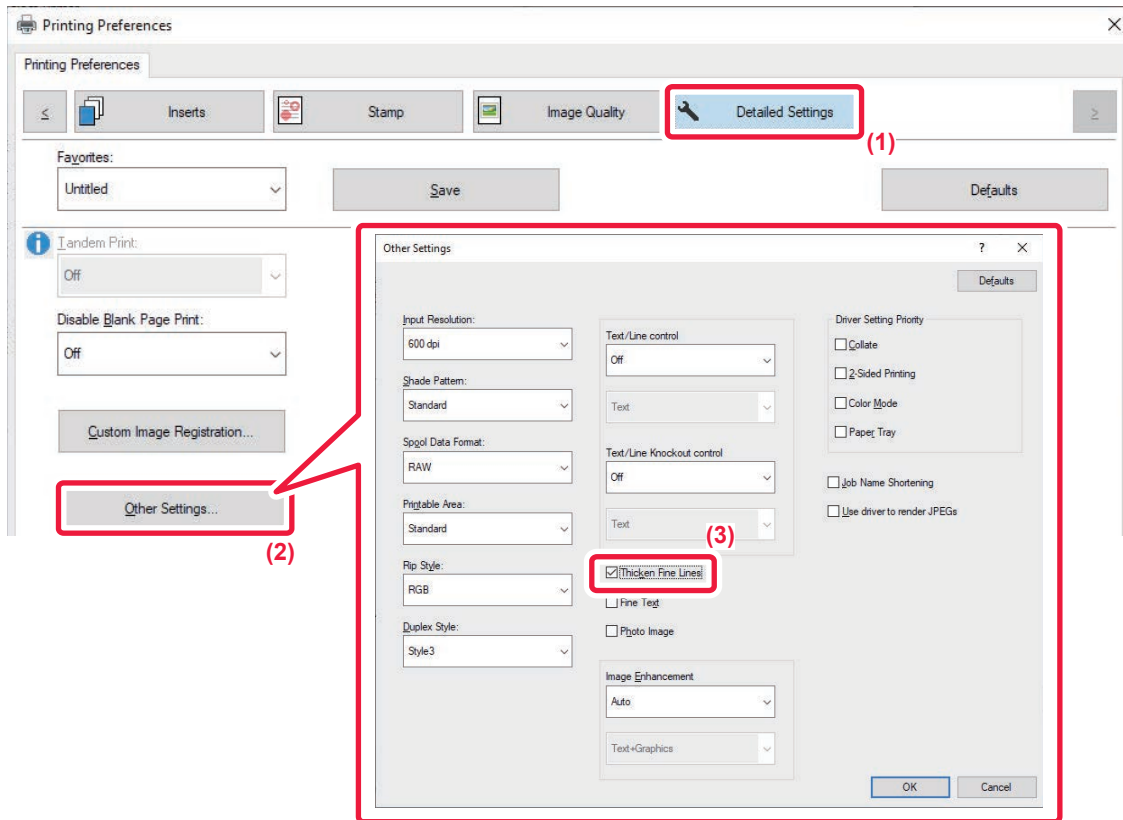 Printing Preferences
Printing Preferences
<
Inserts
Stamp
Image Quality
Detailed Settings
>
(1)
Favorites:
Untitled
Save
Defaults
Tandem Print:
Off
Disable Blank Page Print:
Off
Custom Image Registration...
Other Settings...
(2)
Other Settings
?
Defaults
Input Resolution:
600 dpi
Shade Pattern:
Standard
Spool Data Format:
RAW
Printable Area:
Standard
Rip Style:
RGB
Duplex Style:
Style3
Text/Line control
Off
Text
Text/Line Knockout control
Off
Text
(3)
Thicken Fine Lines
Fine Text
Photo Image
Image Enhancement
Auto
Text+Graphics
Driver Setting Priority
Collate
2-Sided Printing
Color Mode
Paper Tray
Job Name Shortening
Use driver to render JPEGs
OK
Cancel